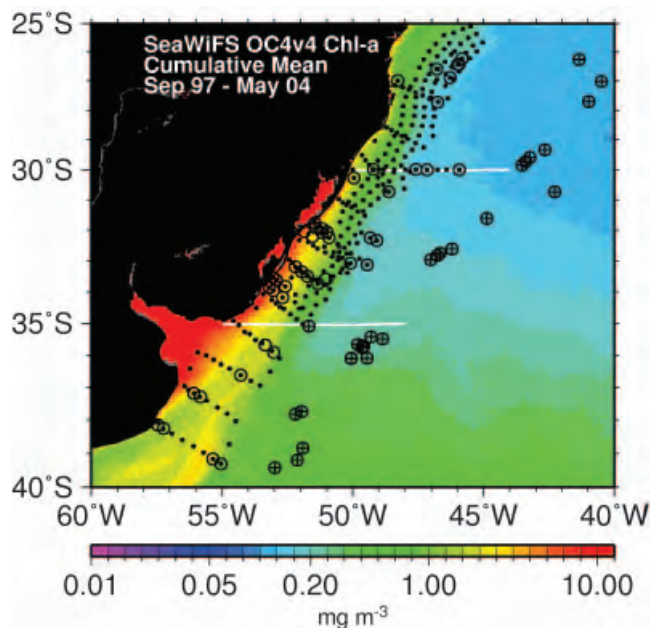 25°S
SeaWiFS OC4v4 Chl-a
Cumulative Mean
Sep 97 - May 04
30°S
35°S
40°S
60°W 55°W 50°W 45°W 40°W
0.01 0.05 0.20 1.00 10.00
mg m-3